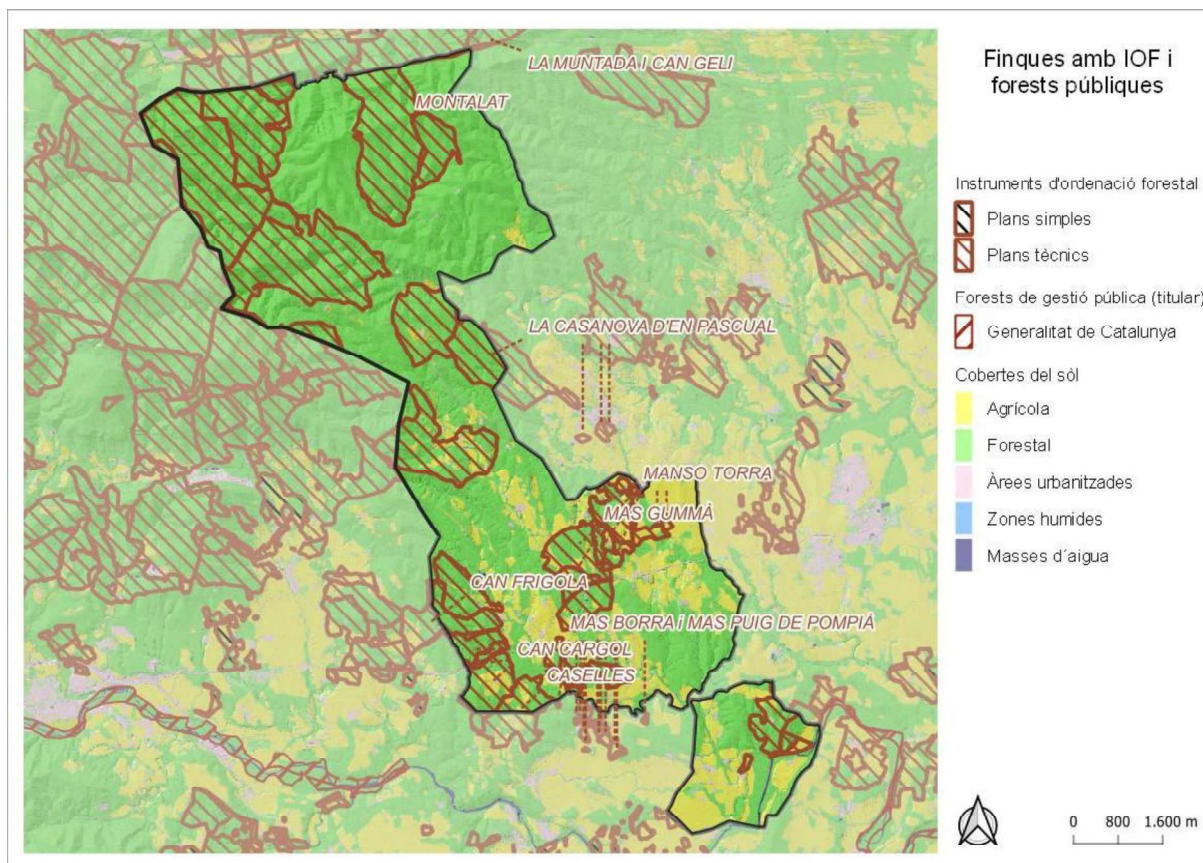 Finques amb IOF i
forests públiques
Instruments d'ordenació forestal
Plans simples
Plans tècnics
Forests de gestió pública (titular)
Generalitat de Catalunya
Cobertes del sòl
Agrícola
Forestal
Àrees urbanitzades
Zones humides
Masses d´aigua
0 800 1.600 m
LA MUNTADA I CAN GELI
MONTALAT
LA CASANOVA D'EN PASCUAL
MANSO TORRA
MAS GUMMÀ
CAN FRIGOLA
MAS BORRA i MAS PUIG DE POMPIÀ
CAN CARGOL
CASELLES